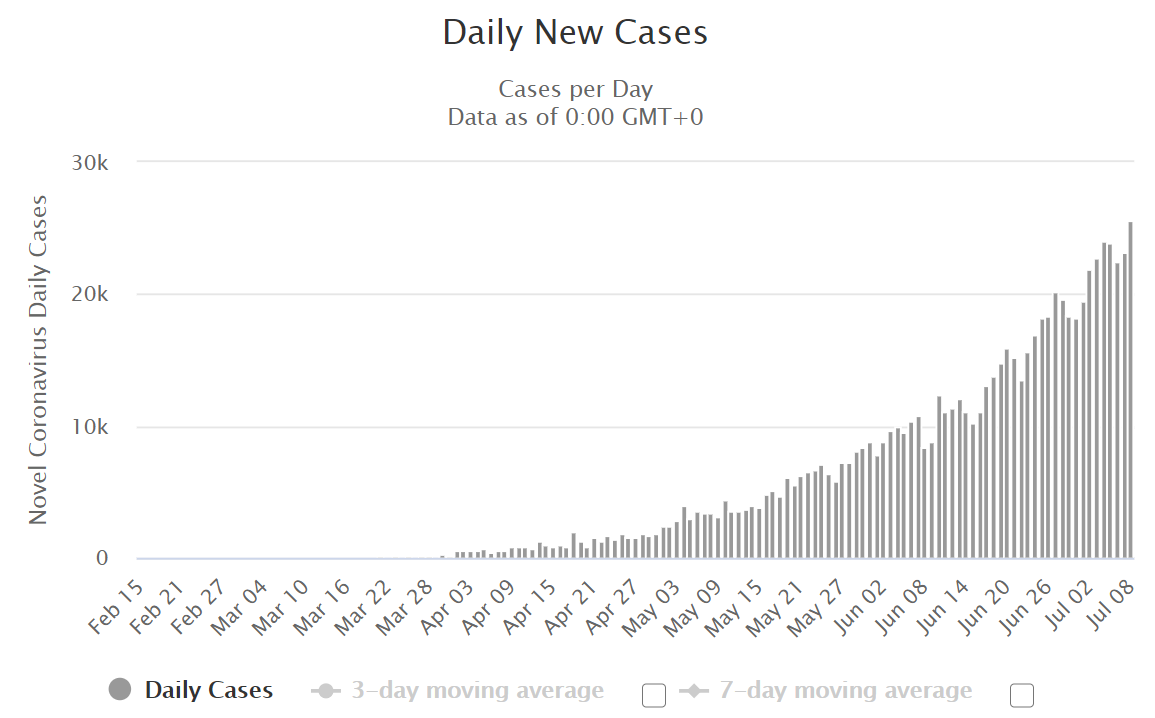 Daily New Cases
Cases per Day
Data as of 0:00 GMT+0
Novel Coronavirus Daily Cases
30k
20k
10k
0
Feb 15
Feb 21
Feb 27
Mar 04
Mar 10
Mar 16
Mar 22
Mar 28
Apr 03
Apr 09
Apr 15
Apr 21
Apr 27
May 03
May 09
May 15
May 21
May 27
Jun 02
Jun 08
Jun 14
Jun 20
Jun 26
Jul 02
Jul 08
Daily Cases
3-day moving average
7-day moving average